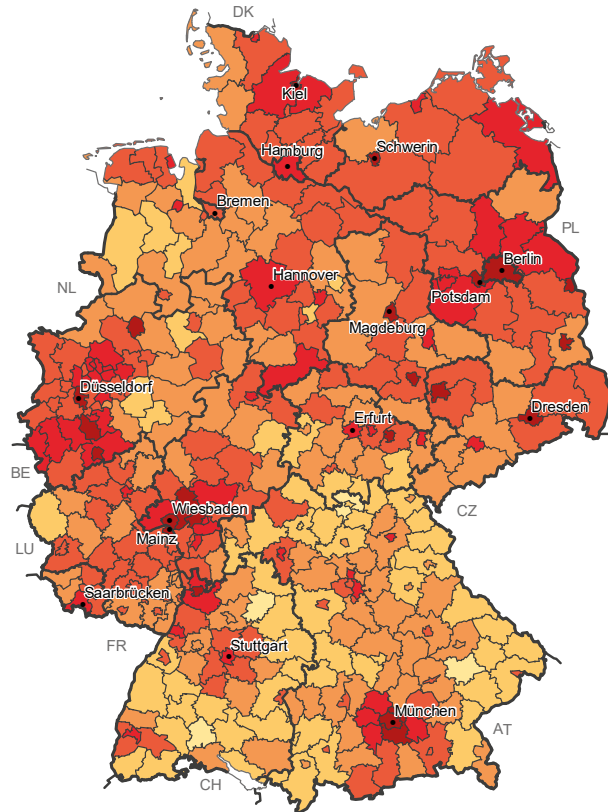 DK
Kiel
Hamburg
Schwerin
Bremen
PL
Berlin
Hannover
NL
Potsdam
Magdeburg
Düsseldorf
Erfurt
Dresden
BE
Wiesbaden
CZ
Mainz
LU
Saarbrücken
FR
Stuttgart
München
AT
CH